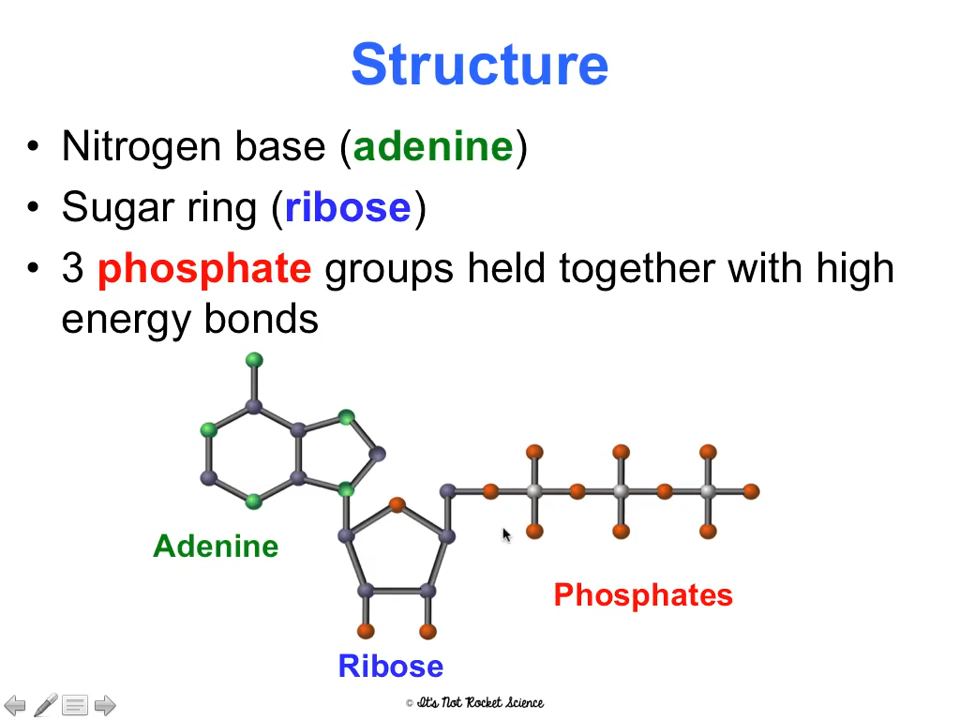 Structure
• Nitrogen base (adenine)
• Sugar ring (ribose)
• 3 phosphate groups held together with high
energy bonds
Adenine
Phosphates
Ribose
© It's Not Rocket Science